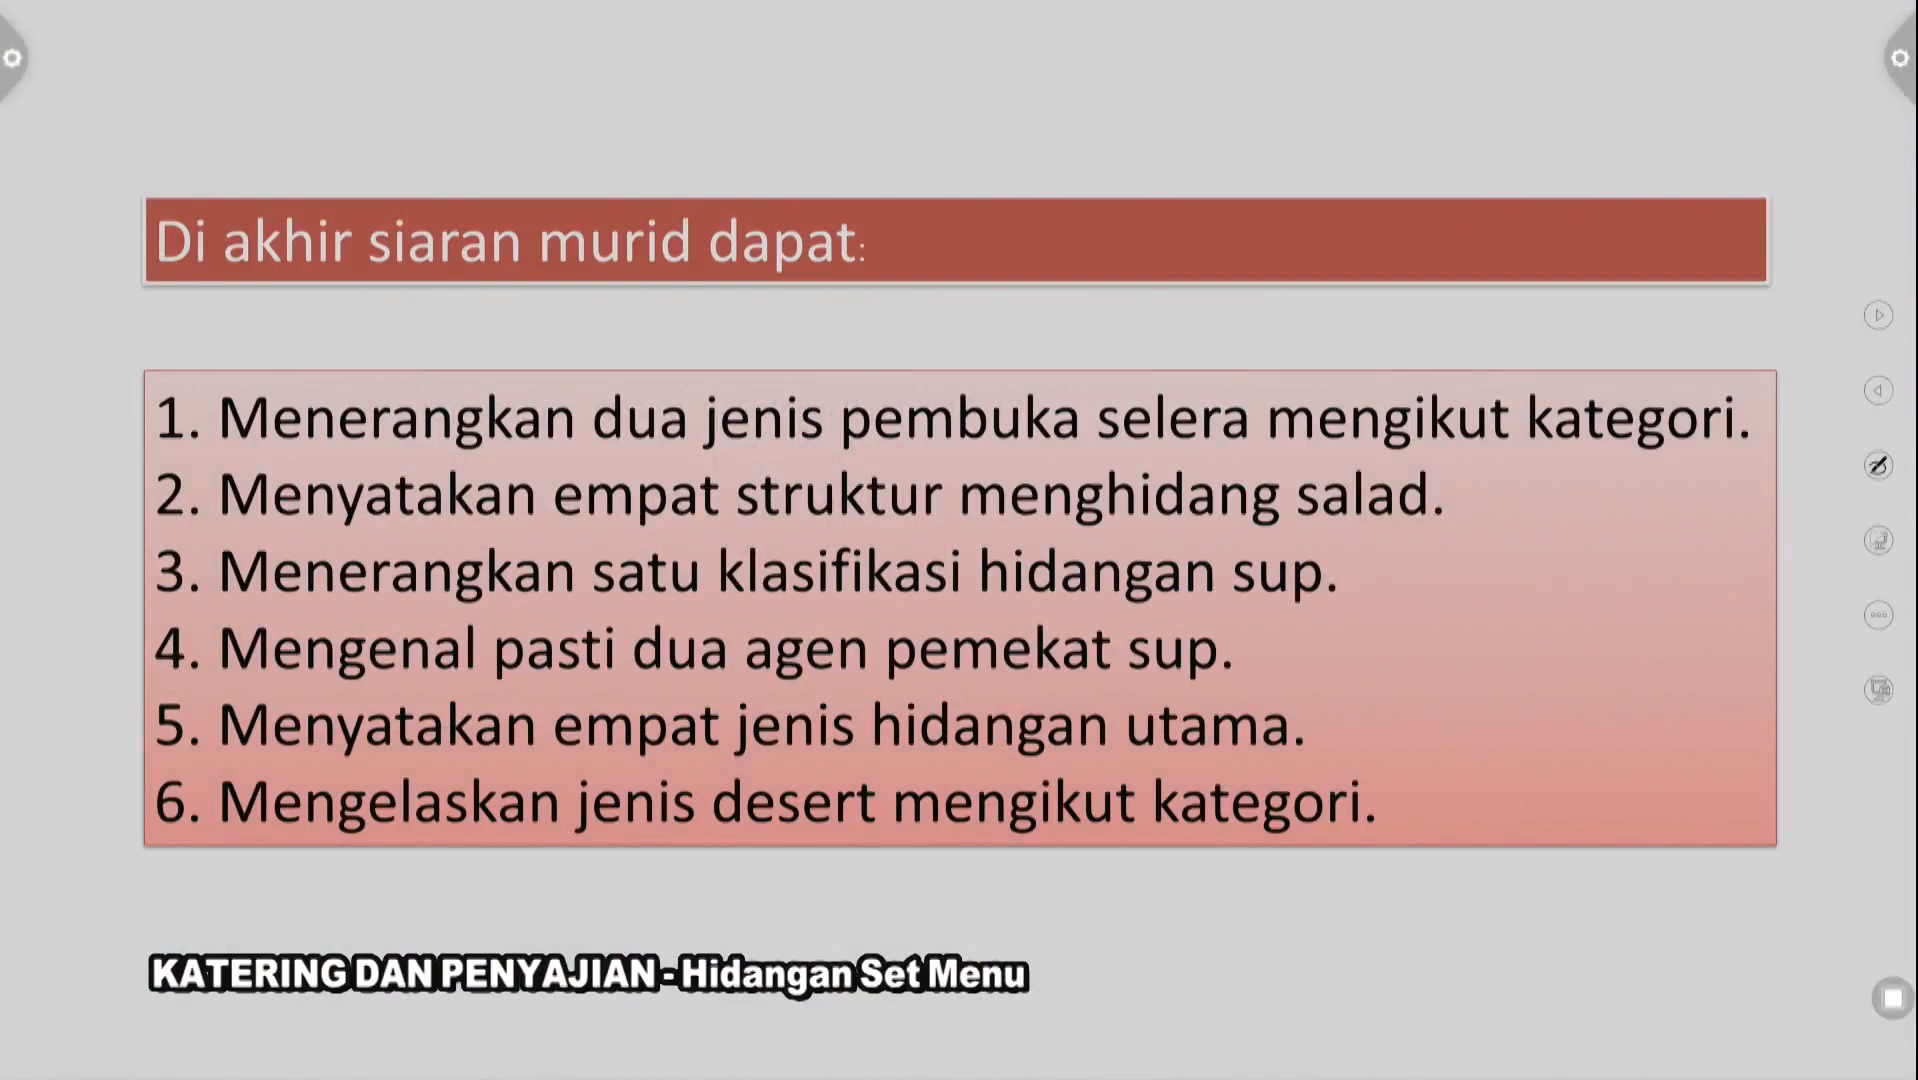 Di akhir siaran murid dapat:
1. Menerangkan dua jenis pembuka selera mengikut kategori.
2. Menyatakan empat struktur menghidang salad.
3. Menerangkan satu klasifikasi hidangan sup.
4. Mengenal pasti dua agen pemekat sup.
5. Menyatakan empat jenis hidangan utama.
6. Mengelaskan jenis desert mengikut kategori.
KATERING DAN PENYAJIAN - Hidangan Set Menu